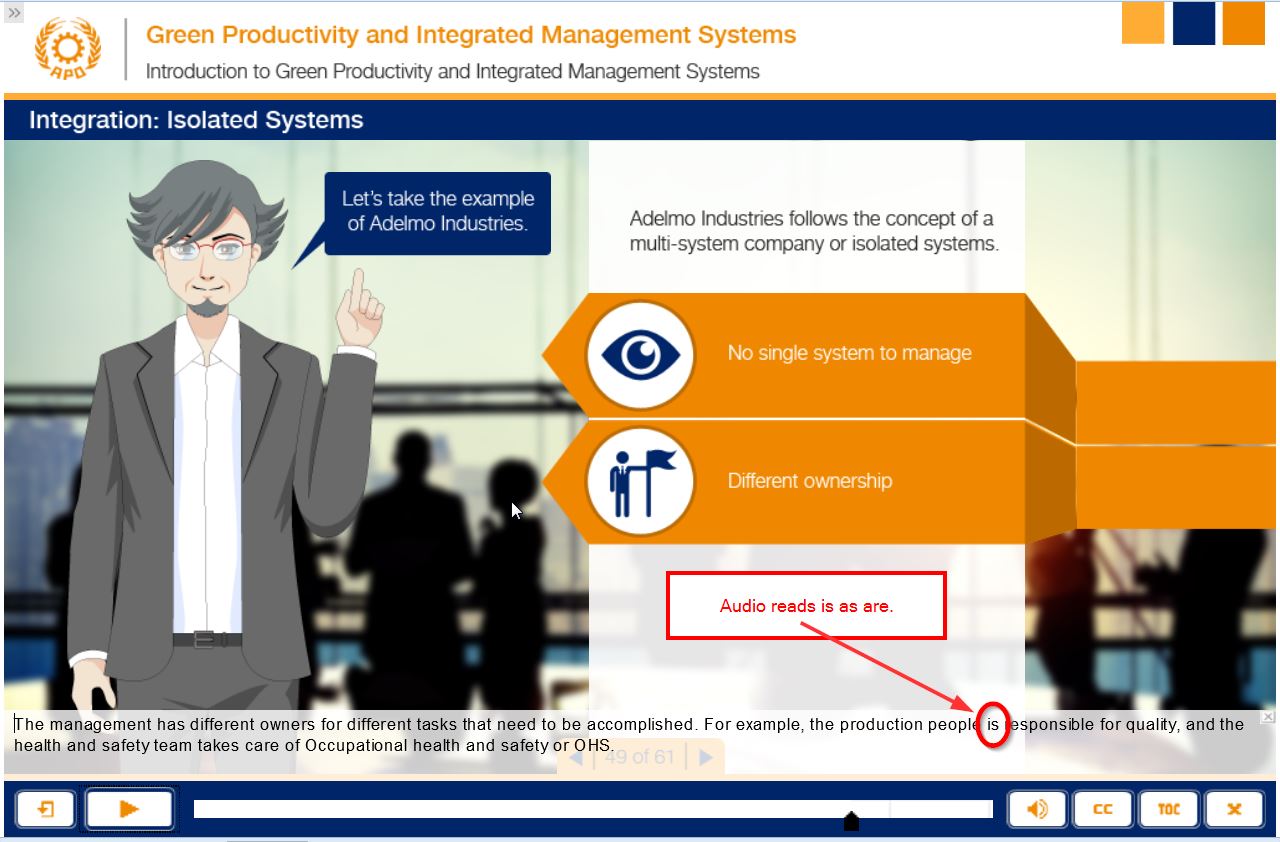 »
APO
Green Productivity and Integrated Management Systems
Introduction to Green Productivity and Integrated Management Systems
Integration: Isolated Systems
Let's take the example
of Adelmo Industries.
Adelmo Industries follows the concept of a
multi-system company or isolated systems.
No single system to manage
Different ownership
Audio reads is as are.
The management has different owners for different tasks that need to be accomplished. For example, the production people is responsible for quality, and the
health and safety team takes care of Occupational health and safety or OHS.
49 of 61
CC
TOC